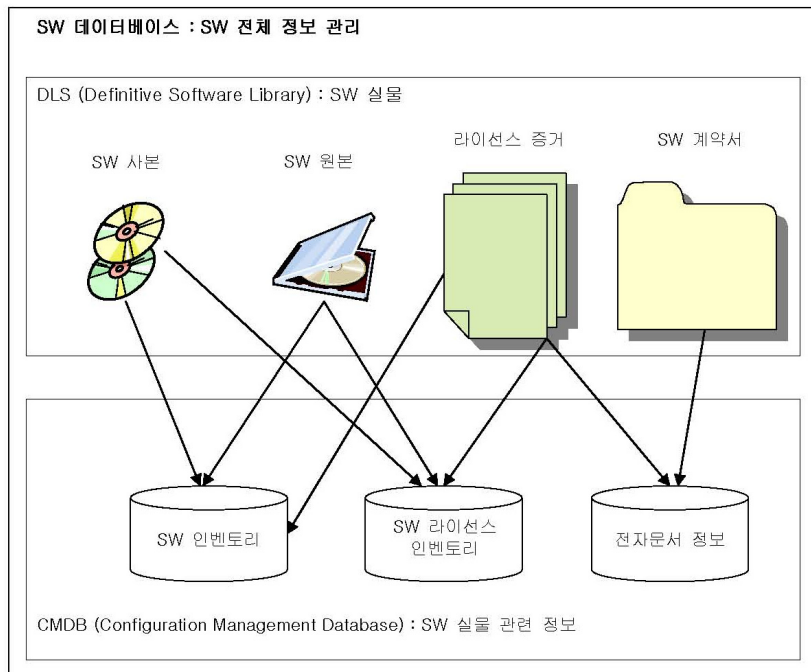 SW 데이터베이스 : SW 전체 정보 관리
DLS (Definitive Software Library) : SW 실물
SW 사본
SW 원본
라이선스 증거
SW 계약서
SW 인벤토리
SW 라이선스
인벤토리
전자문서 정보
CMDB (Configuration Management Database) : SW 실물 관련 정보